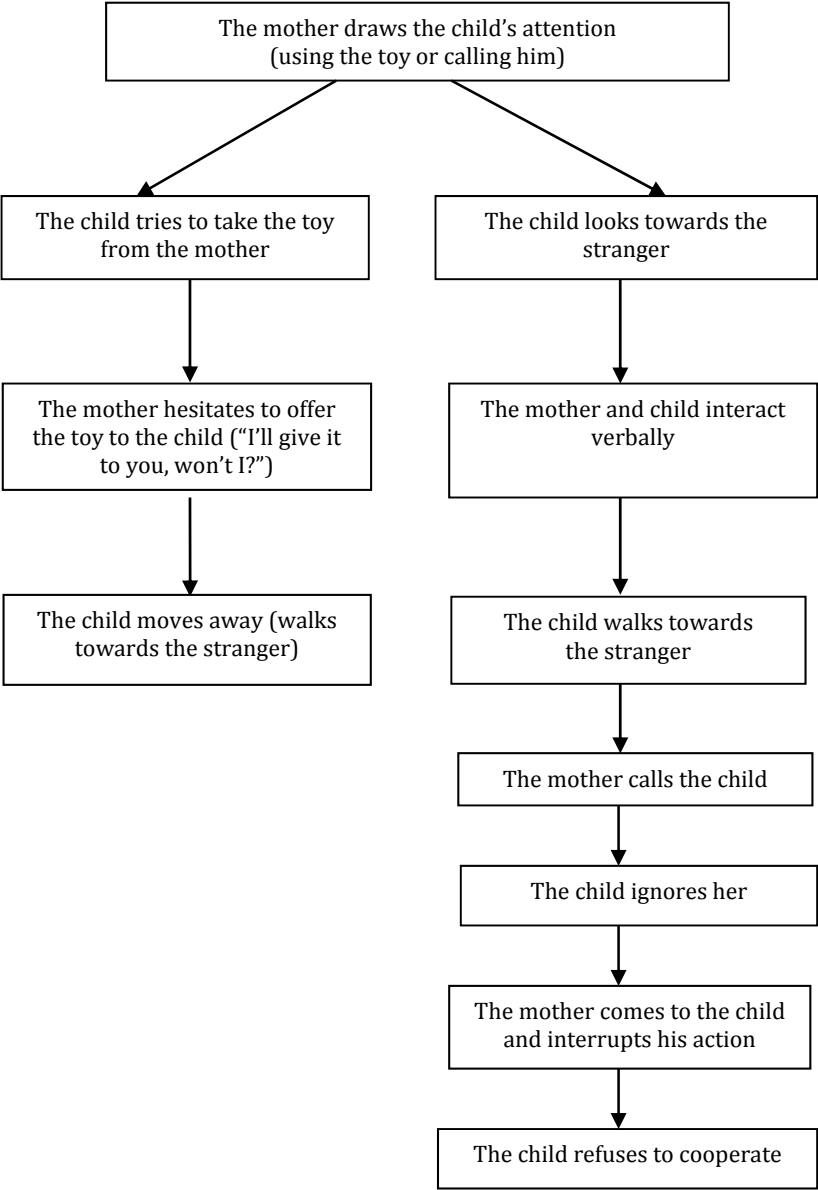 The mother draws the child’s attention
(using the toy or calling him)
The child tries to take the toy
from the mother
The child looks towards the
stranger
The mother hesitates to offer
the toy to the child (“I’ll give it
to you, won’t I?”)
The mother and child interact
verbally
The child moves away (walks
towards the stranger)
The child walks towards
the stranger
The mother calls the child
The child ignores her
The mother comes to the child
and interrupts his action
The child refuses to cooperate